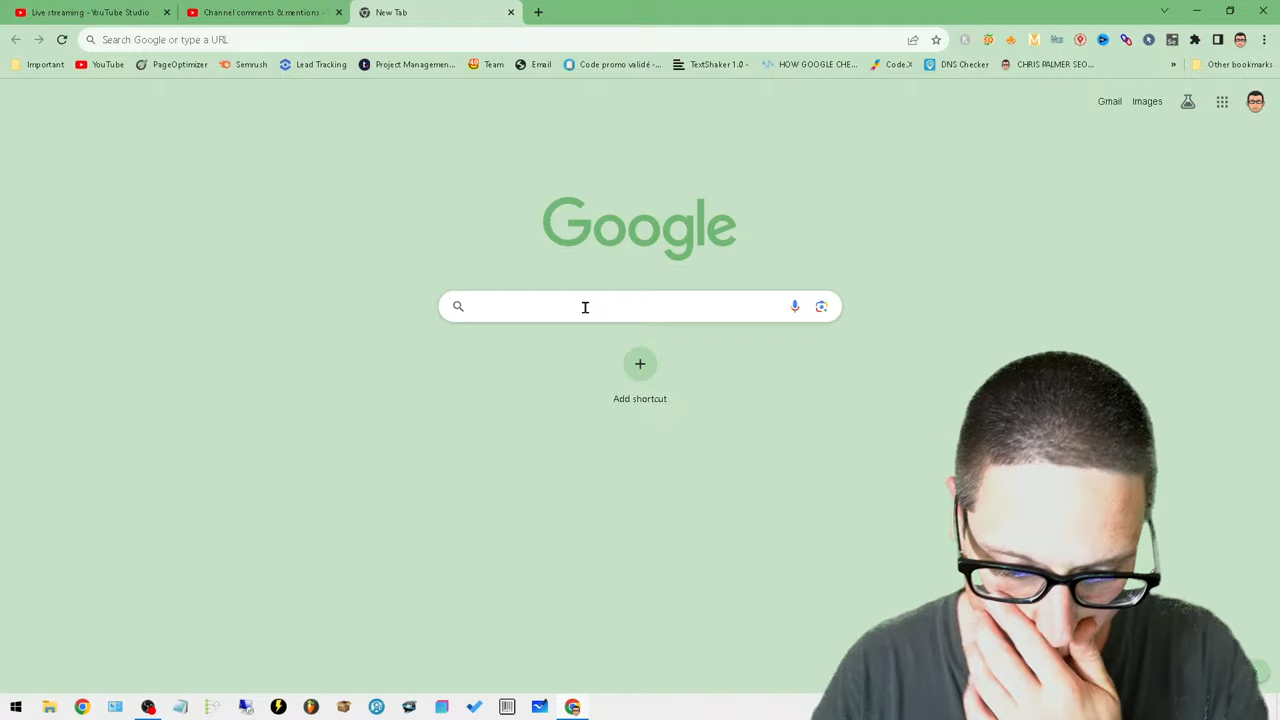 Live streaming - YouTube Studio
Channel comments & mentions -
New Tab
Search Google or type a URL
Important
YouTube
PageOptimizer
Semrush
Lead Tracking
Project Managemen...
Team
Email
Code promo validé -...
TextShaker 1.0 -
HOW GOOGLE CHE...
Code.X
DNS Checker
CHRIS PALMER SEO...
»
Other bookmarks
Gmail
Images
Google
Add shortcut